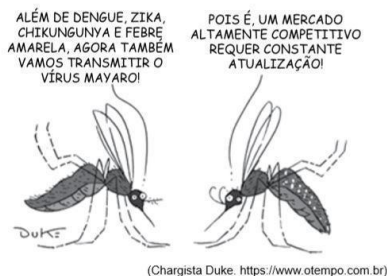 ALÉM DE DENGUE, ZIKA,
CHIKUNGUNYA E FEBRE
AMARELA, AGORA TAMBÉM
VAMOS TRANSMITIR O
VÍRUS MAYARO!
POIS É, UM MERCADO
ALTAMENTE COMPETITIVO
REQUER CONSTANTE
ATUALIZAÇÃO!
DUKE
(Chargista Duke. https://www.otempo.com.br)